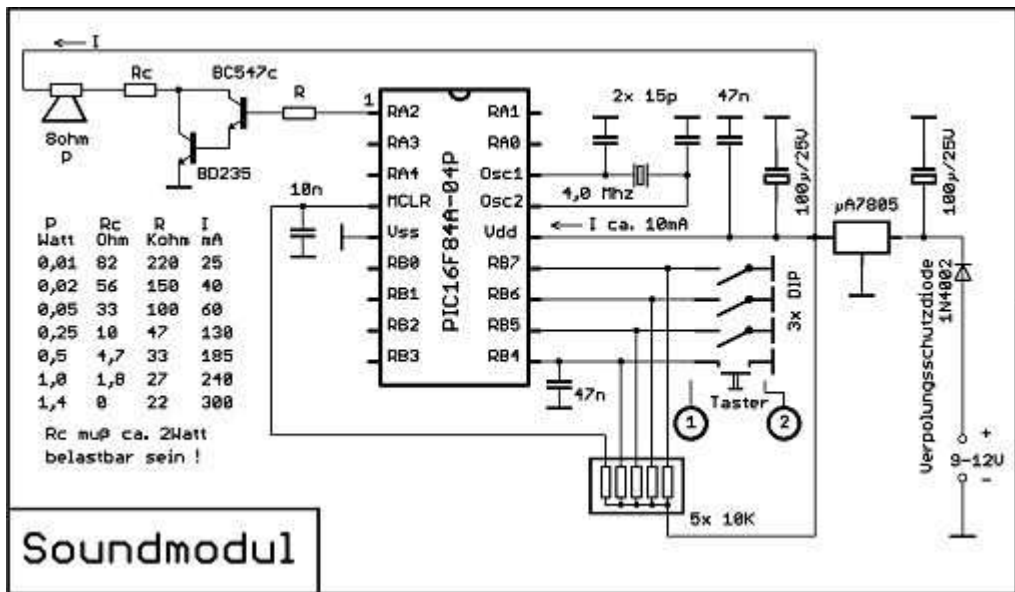 I
Rc
BC547c
R
8ohm
P
BD235
1
RA2
RA3
RA4
MCLR
Vss
RB0
RB1
RB2
RB3
PIC16F84A-04P
RA1
RA0
Osc1
Osc2
Vdd
RB7
RB6
RB5
RB4
10n
2x 15p
47n
4,0 Mhz
100µ/25V
100µ/25V
I ca. 10mA
µA7805
Verpolungsschutzdiode
1N4002
3x DIP
47n
Taster
1
2
+
9-12V
-
5x 10K
P Rc R I
Watt Ohm Kohm mA
0,01 82 220 25
0,02 56 150 40
0,05 33 100 60
0,25 10 47 130
0,5 4,7 33 185
1,0 1,8 27 240
1,4 0 22 300
Rc muß ca. 2Watt
belastbar sein !
Soundmodul